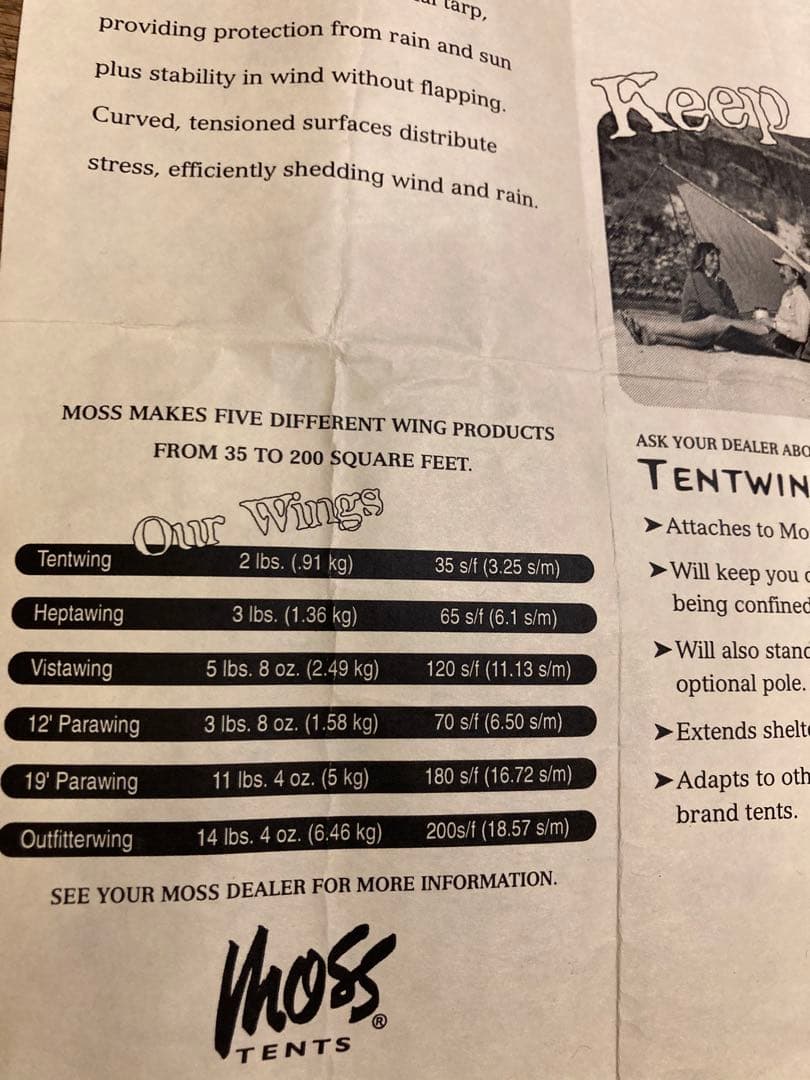 tarp,
providing protection from rain and sun
plus stability in wind without flapping.
Curved, tensioned surfaces distribute
stress, efficiently shedding wind and rain.
MOSS MAKES FIVE DIFFERENT WING PRODUCTS
FROM 35 TO 200 SQUARE FEET.
Our Wings
Tentwing 2 lbs. (.91 kg) 35 s/f (3.25 s/m)
Heptawing 3 lbs. (1.36 kg) 65 s/f (6.1 s/m)
Vistawing 5 lbs. 8 oz. (2.49 kg) 120 s/f (11.13 s/m)
12' Parawing 3 lbs. 8 oz. (1.58 kg) 70 s/f (6.50 s/m)
19' Parawing 11 lbs. 4 oz. (5 kg) 180 s/f (16.72 s/m)
Outfitterwing 14 lbs. 4 oz. (6.46 kg) 200s/f (18.57 s/m)
SEE YOUR MOSS DEALER FOR MORE INFORMATION.
moss®
TENTS
Keep
ASK YOUR DEALER ABO
TENTWIN
➤Attaches to Mo
➤Will keep you
being confined
➤Will also stand
optional pole.
➤Extends shelt
➤Adapts to oth
brand tents.